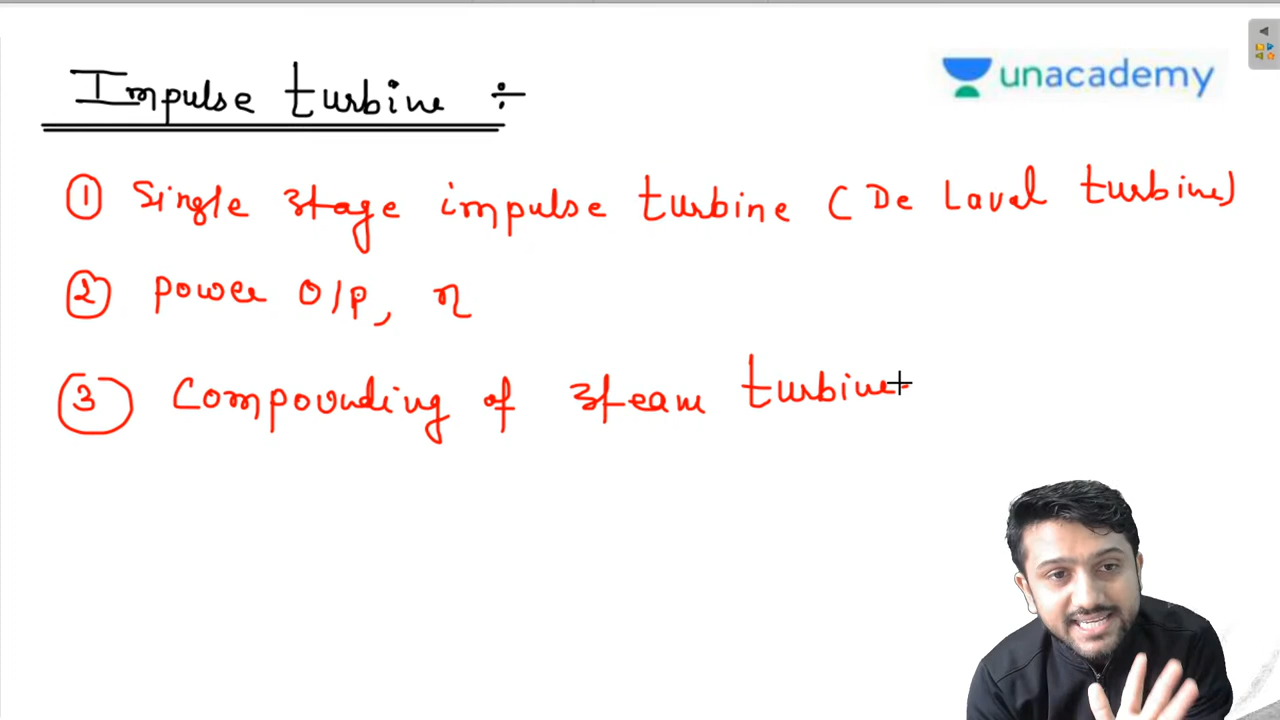 Impulse turbine ÷
unacademy
① Single stage impulse turbine (De Laval turbine)
② Power O/P, η
③ Compounding of steam turbine